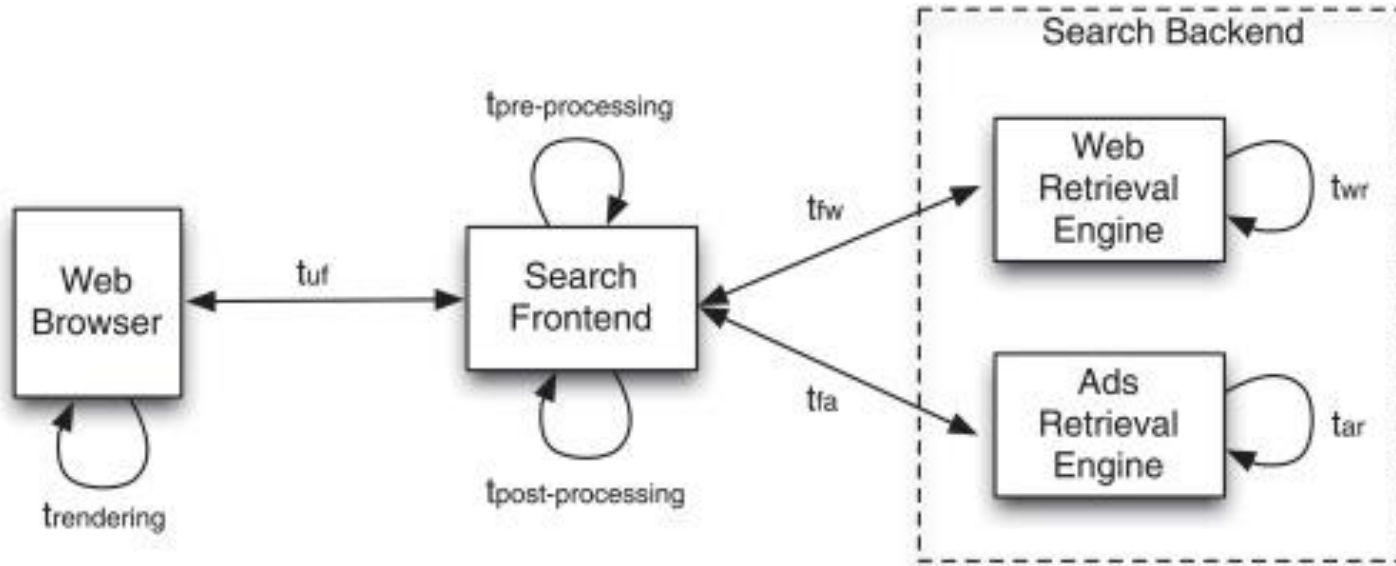 Search Backend
tpre-processing
Web
Retrieval
Engine
twr
tfw
Web
Browser
tuf
Search
Frontend
tfa
Ads
Retrieval
Engine
tar
tpost-processing
trendering